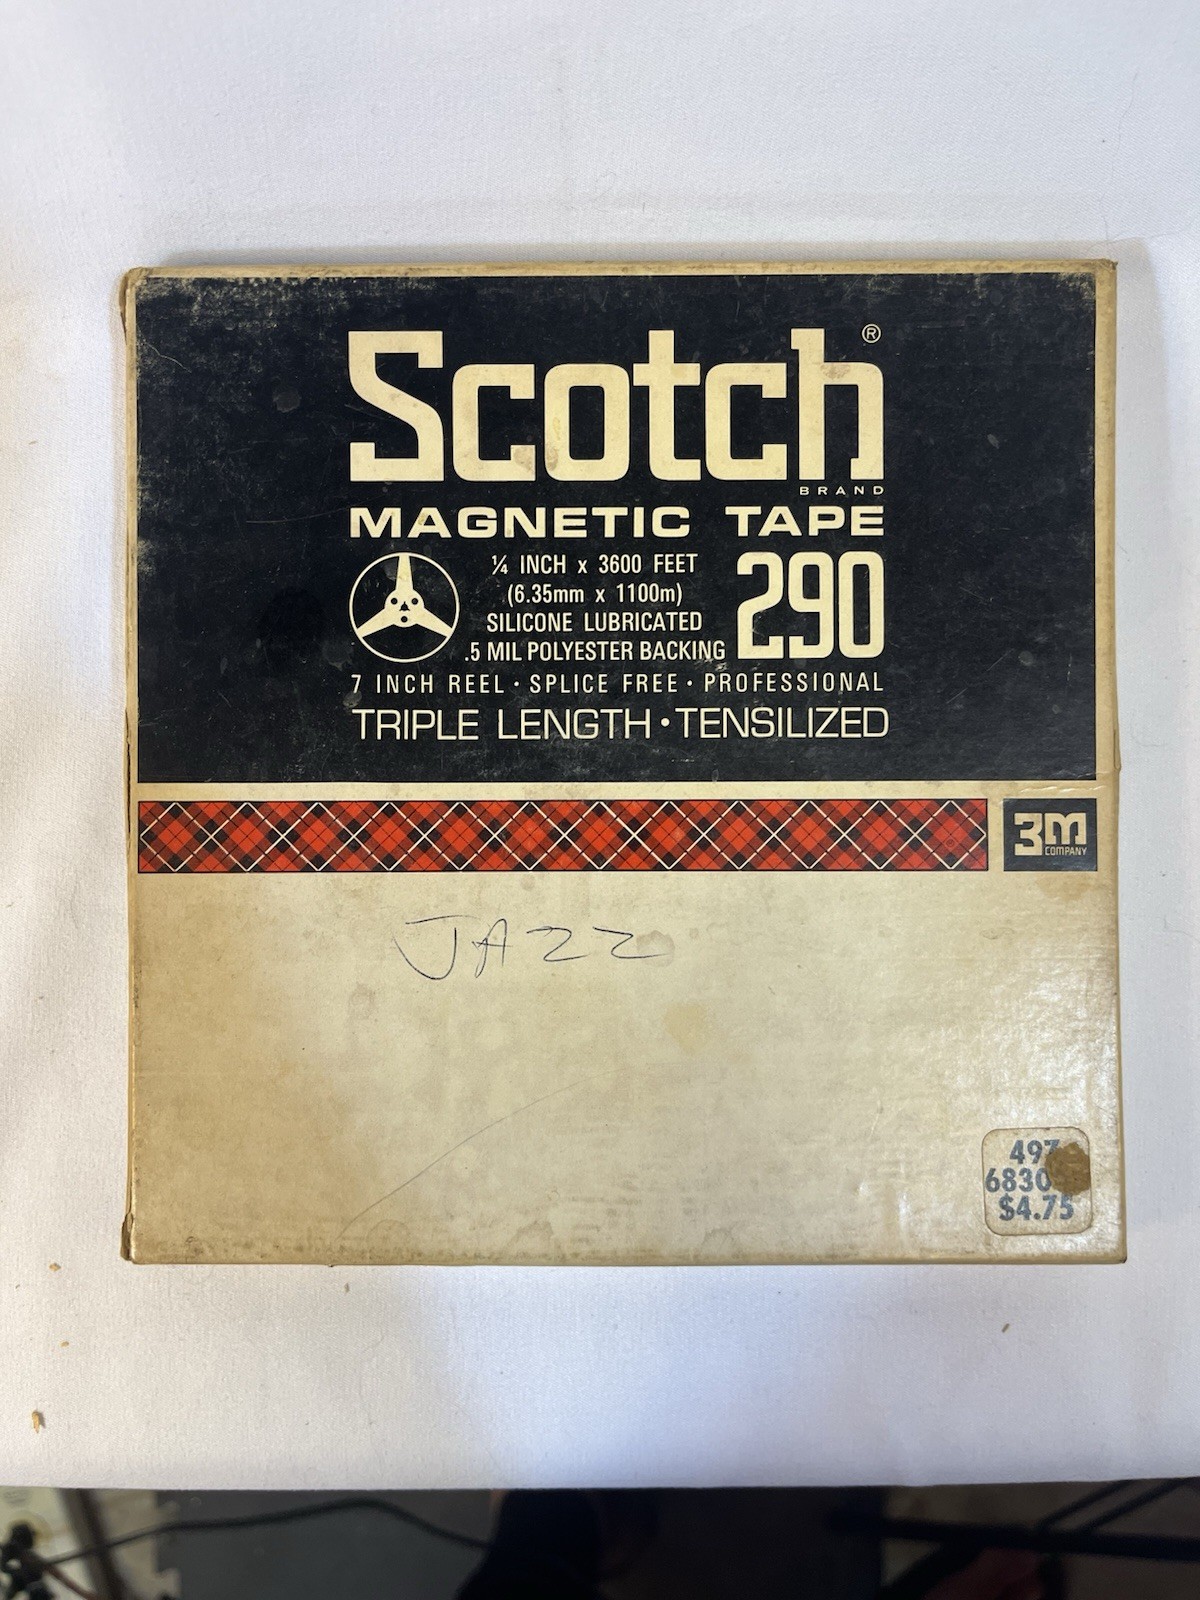 Scotch®
BRAND
MAGNETIC TAPE
¼ INCH x 3600 FEET
(6.35mm x 1100m)
SILICONE LUBRICATED
.5 MIL POLYESTER BACKING
290
7 INCH REEL · SPLICE FREE · PROFESSIONAL
TRIPLE LENGTH · TENSILIZED
3M
COMPANY
JAZZ
$4.75